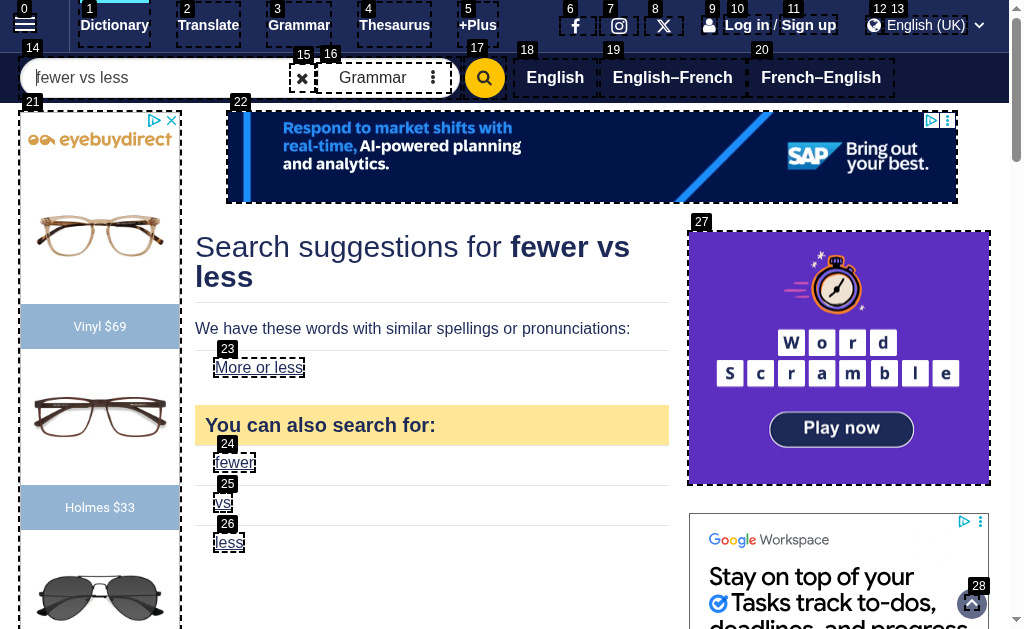 0 1 2 3 4 5 6 7 8 9 10 11 12 13
Dictionary Translate Grammar Thesaurus +Plus Log in / Sign up English (UK)
14 15 16 17 18 19 20
fewer vs less Grammar English English–French French–English
21 22
eyebuydirect
Respond to market shifts with
real-time, AI-powered planning
and analytics.
SAP Bring out
your best.
Vinyl $69
Holmes $33
Search suggestions for fewer vs
less
We have these words with similar spellings or pronunciations:
23
More or less
You can also search for:
24
fewer
25
vs
26
less
27
Word
Scramble
Play now
Google Workspace
Stay on top of your
Tasks track to-dos,
deadlines, and progress
28